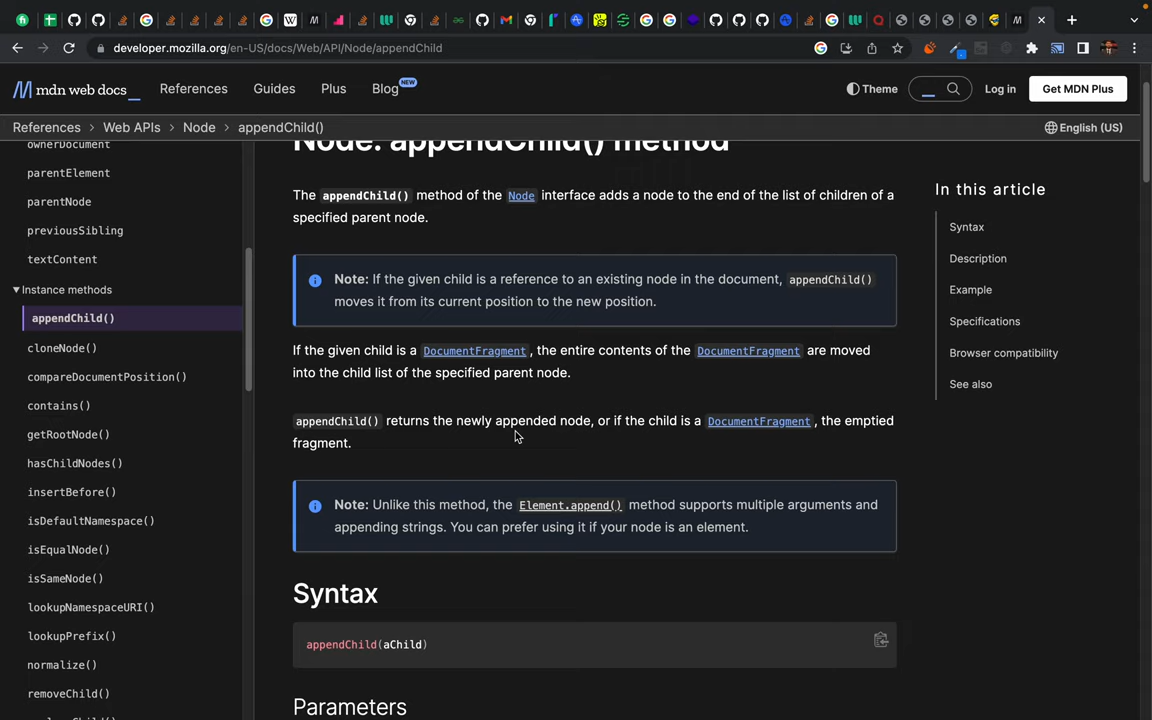 developer.mozilla.org/en-US/docs/Web/API/Node/appendChild
mdn web docs_
References
Guides
Plus
Blog NEW
Theme
Log in
Get MDN Plus
References > Web APIs > Node > appendChild()
English (US)
ownerDocument
parentElement
parentNode
previousSibling
textContent
Instance methods
appendChild()
cloneNode()
compareDocumentPosition()
contains()
getRootNode()
hasChildNodes()
insertBefore()
isDefaultNamespace()
isEqualNode()
isSameNode()
lookupNamespaceURI()
lookupPrefix()
normalize()
removeChild()
Node: appendChild() method
The appendChild() method of the Node interface adds a node to the end of the list of children of a
specified parent node.
Note: If the given child is a reference to an existing node in the document, appendChild()
moves it from its current position to the new position.
If the given child is a DocumentFragment, the entire contents of the DocumentFragment are moved
into the child list of the specified parent node.
appendChild() returns the newly appended node, or if the child is a DocumentFragment, the emptied
fragment.
Note: Unlike this method, the Element.append() method supports multiple arguments and
appending strings. You can prefer using it if your node is an element.
Syntax
appendChild(aChild)
Parameters
In this article
Syntax
Description
Example
Specifications
Browser compatibility
See also